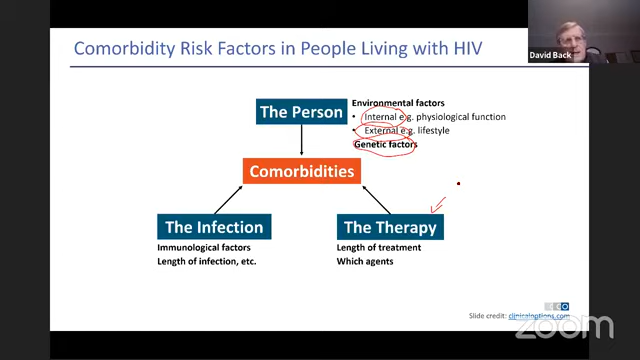 Comorbidity Risk Factors in People Living with HIV
David Back
The Person
Environmental factors
• Internal e.g. physiological function
• External e.g. lifestyle
Genetic factors
Comorbidities
The Infection
Immunological factors
Length of infection, etc.
The Therapy
Length of treatment
Which agents
CCO
Slide credit: clinicaloptions.com
zoom